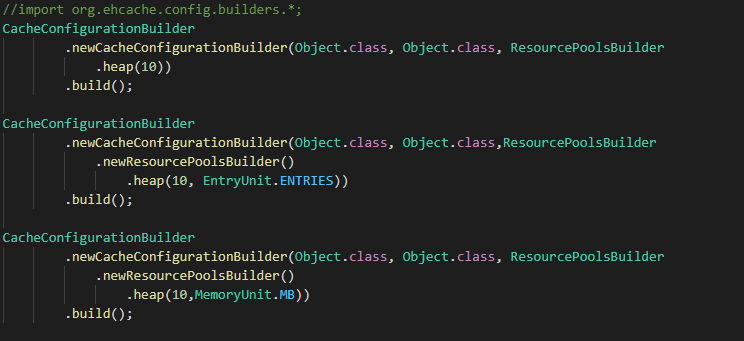 //import org.ehcache.config.builders.*;
CacheConfigurationBuilder
        .newCacheConfigurationBuilder(Object.class, Object.class, ResourcePoolsBuilder
            .heap(10))
        .build();

CacheConfigurationBuilder
        .newCacheConfigurationBuilder(Object.class, Object.class,ResourcePoolsBuilder
            .newResourcePoolsBuilder()
                .heap(10, EntryUnit.ENTRIES))
        .build();

CacheConfigurationBuilder
        .newCacheConfigurationBuilder(Object.class, Object.class, ResourcePoolsBuilder
            .newResourcePoolsBuilder()
                .heap(10,MemoryUnit.MB))
        .build();